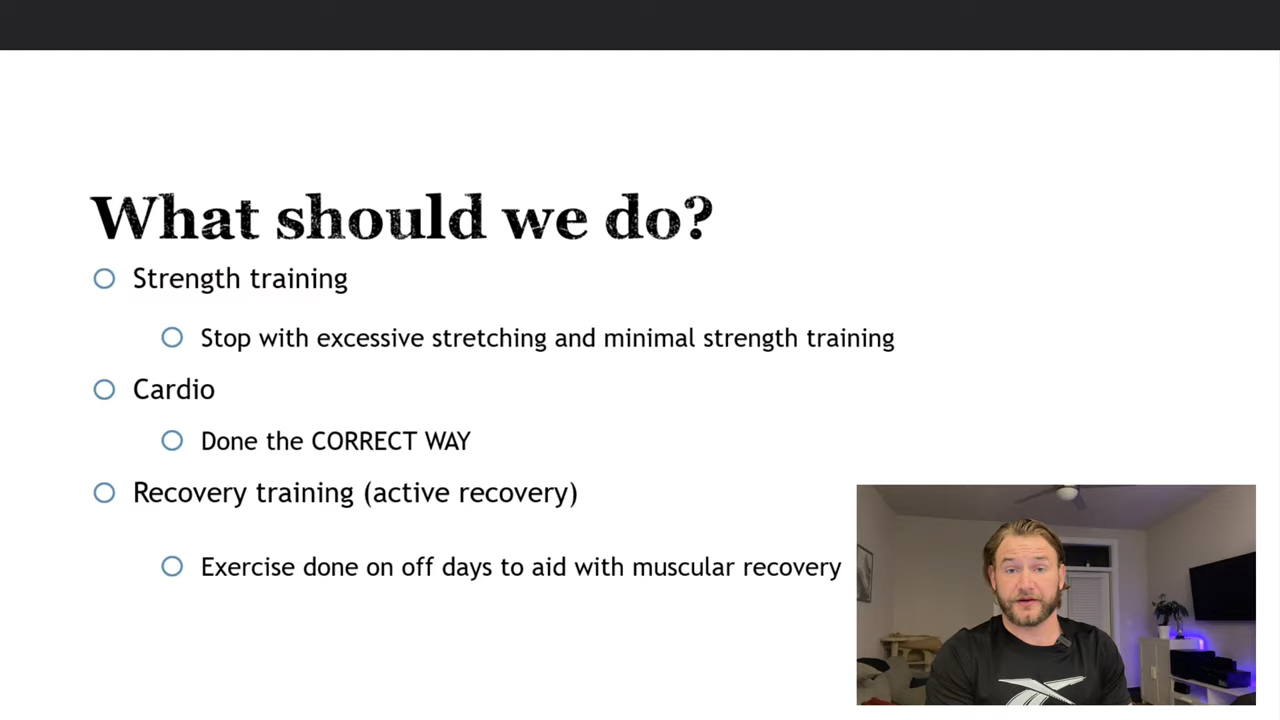 What should we do?
Strength training
Stop with excessive stretching and minimal strength training
Cardio
Done the CORRECT WAY
Recovery training (active recovery)
Exercise done on off days to aid with muscular recovery